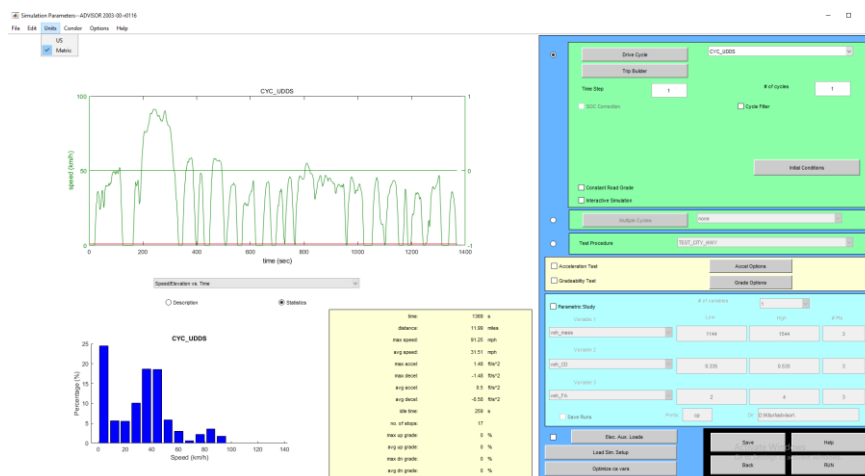 Simulation Parameters--ADVISOR 2003-00-r0116
File Edit Units Condor Options Help
US
Metric
CYC_UDDS
100
50
0
1
0
-1
speed (km/h)
0 200 400 600 800 1000 1200 1400
time (sec)
Speed/Elevation vs. Time
Description Statistics
CYC_UDDS
25
20
15
10
5
0
Percentage (%)
0 20 40 60 80 100 120
Speed (km/h)
time: 1369 s
distance: 11.99 miles
max speed: 91.25 mph
avg speed: 31.51 mph
max accel: 1.48 ft/s^2
max decel: -1.48 ft/s^2
avg accel: 0.5 ft/s^2
avg decel: -0.58 ft/s^2
idle time: 259 s
no. of stops: 17
max up grade: 0 %
avg up grade: 0 %
max dn grade: 0 %
avg dn grade: 0 %
Drive Cycle CYC_UDDS
Trip Builder
Time Step 1 # of cycles 1
SOC Correction Cycle Filter
Initial Conditions
Constant Road Grade
Interactive Simulation
Multiple Cycles none
Test Procedure TEST_CITY_HWY
Acceleration Test Accel Options
Gradeability Test Grade Options
Parametric Study # of variables 1
Variable 1 Low High # Pts
veh_mass 1144 1644 3
Variable 2
veh_CD 0.335 0.535 3
Variable 3
veh_FA 2 4 3
Save Runs Prefix Dir
Elec. Aux. Loads Save Help
Load Sim. Setup
Optimize cs vars Back RUN